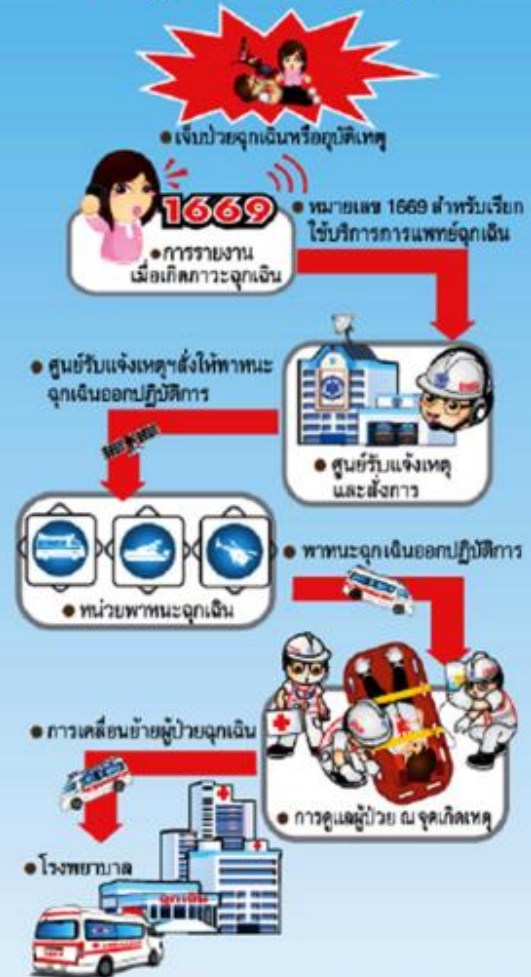 ● เจ็บป่วยฉุกเฉินหรืออุบัติเหตุ
1669
● หมายเลข 1669 สำหรับเรียก
ใช้บริการการแพทย์ฉุกเฉิน
● การรายงาน
เมื่อเกิดภาวะฉุกเฉิน
● ศูนย์รับแจ้งเหตุฯสั่งให้พาหนะ
ฉุกเฉินออกปฏิบัติการ
● ศูนย์รับแจ้งเหตุ
และสั่งการ
● พาหนะฉุกเฉินออกปฏิบัติการ
● หน่วยพาหนะฉุกเฉิน
● การเคลื่อนย้ายผู้ป่วยฉุกเฉิน
● การดูแลผู้ป่วย ณ จุดเกิดเหตุ
● โรงพยาบาล
ฉุกเฉิน